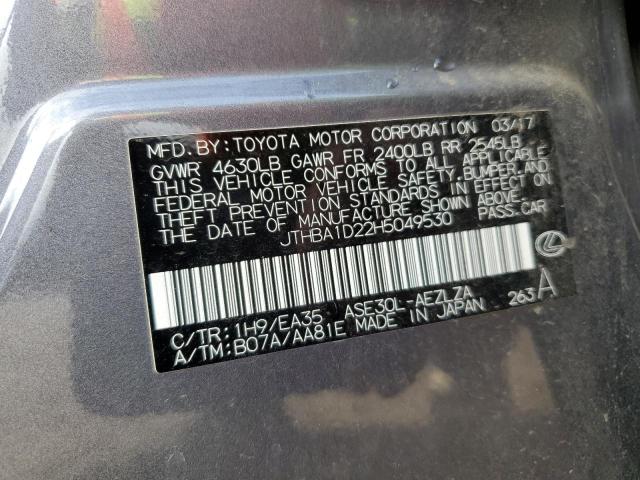 MFD. BY: TOYOTA MOTOR CORPORATION 03/17
GVWR 4630LB GAWR FR 2400LB RR 2545LB
THIS VEHICLE CONFORMS TO ALL APPLICABLE
FEDERAL MOTOR VEHICLE SAFETY, BUMPER, AND
THEFT PREVENTION STANDARDS IN EFFECT ON
THE DATE OF MANUFACTURE SHOWN ABOVE.
JTHBA1D22H5049530 PASS. CAR
C/TR: 1H9/EA35 ASE30L-AEZLZA 263 A
A/TM: B07A/AA81E MADE IN JAPAN